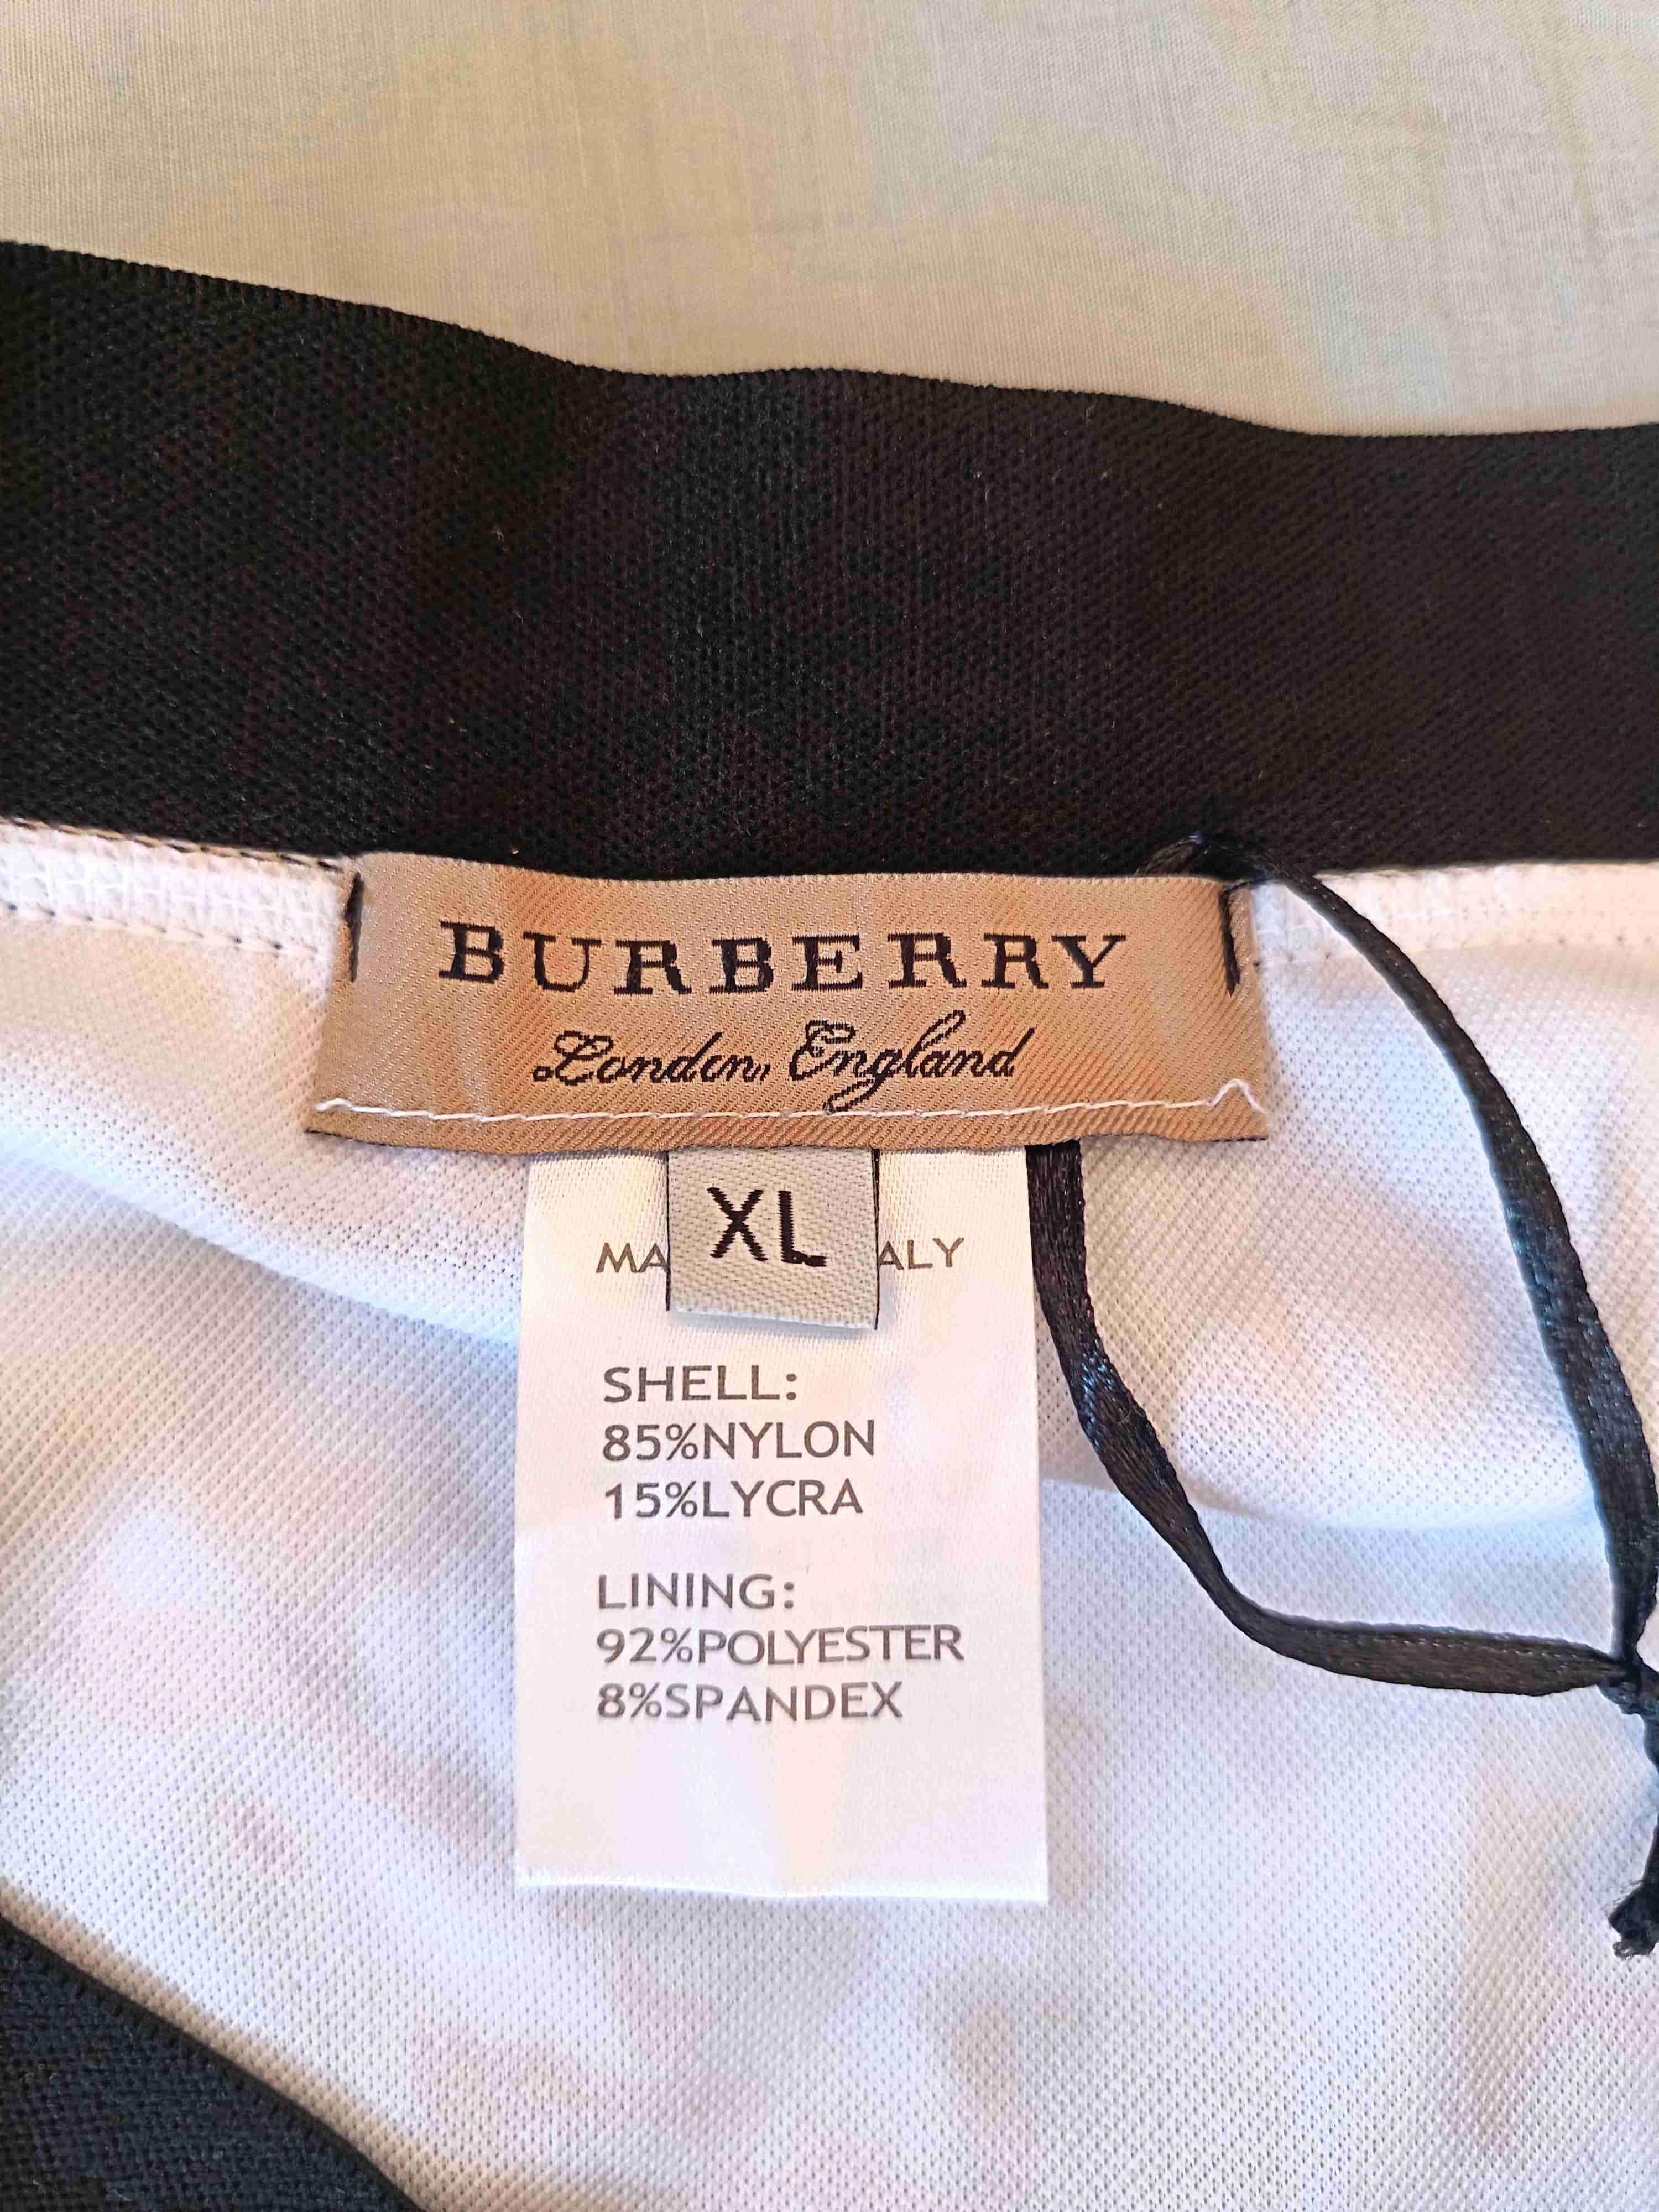 BURBERRY
London, England
XL
MA ALY
SHELL:
85%NYLON
15%LYCRA
LINING:
92%POLYESTER
8%SPANDEX